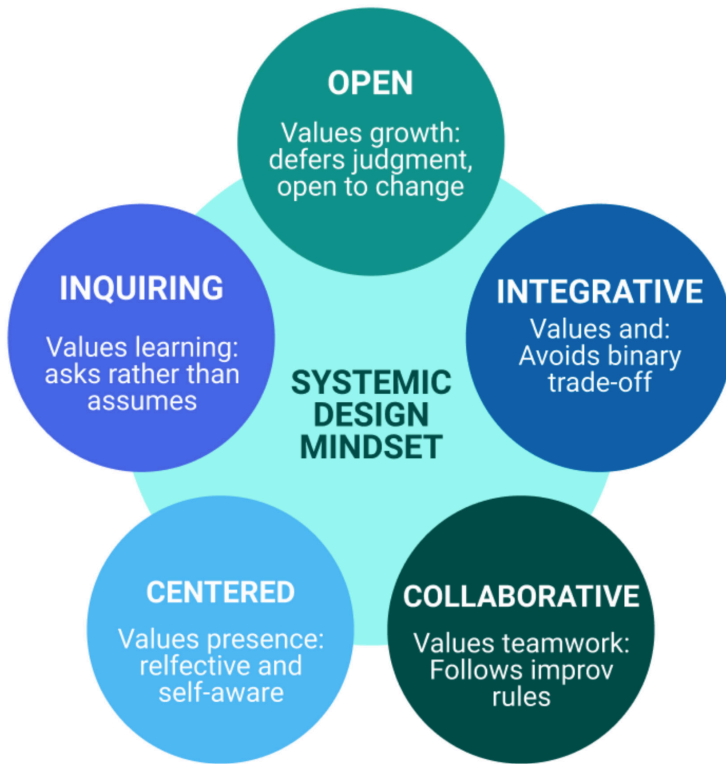 OPEN
Values growth:
defers judgment,
open to change
INQUIRING
Values learning:
asks rather than
assumes
INTEGRATIVE
Values and:
Avoids binary
trade-off
SYSTEMIC
DESIGN
MINDSET
CENTERED
Values presence:
relfective and
self-aware
COLLABORATIVE
Values teamwork:
Follows improv
rules